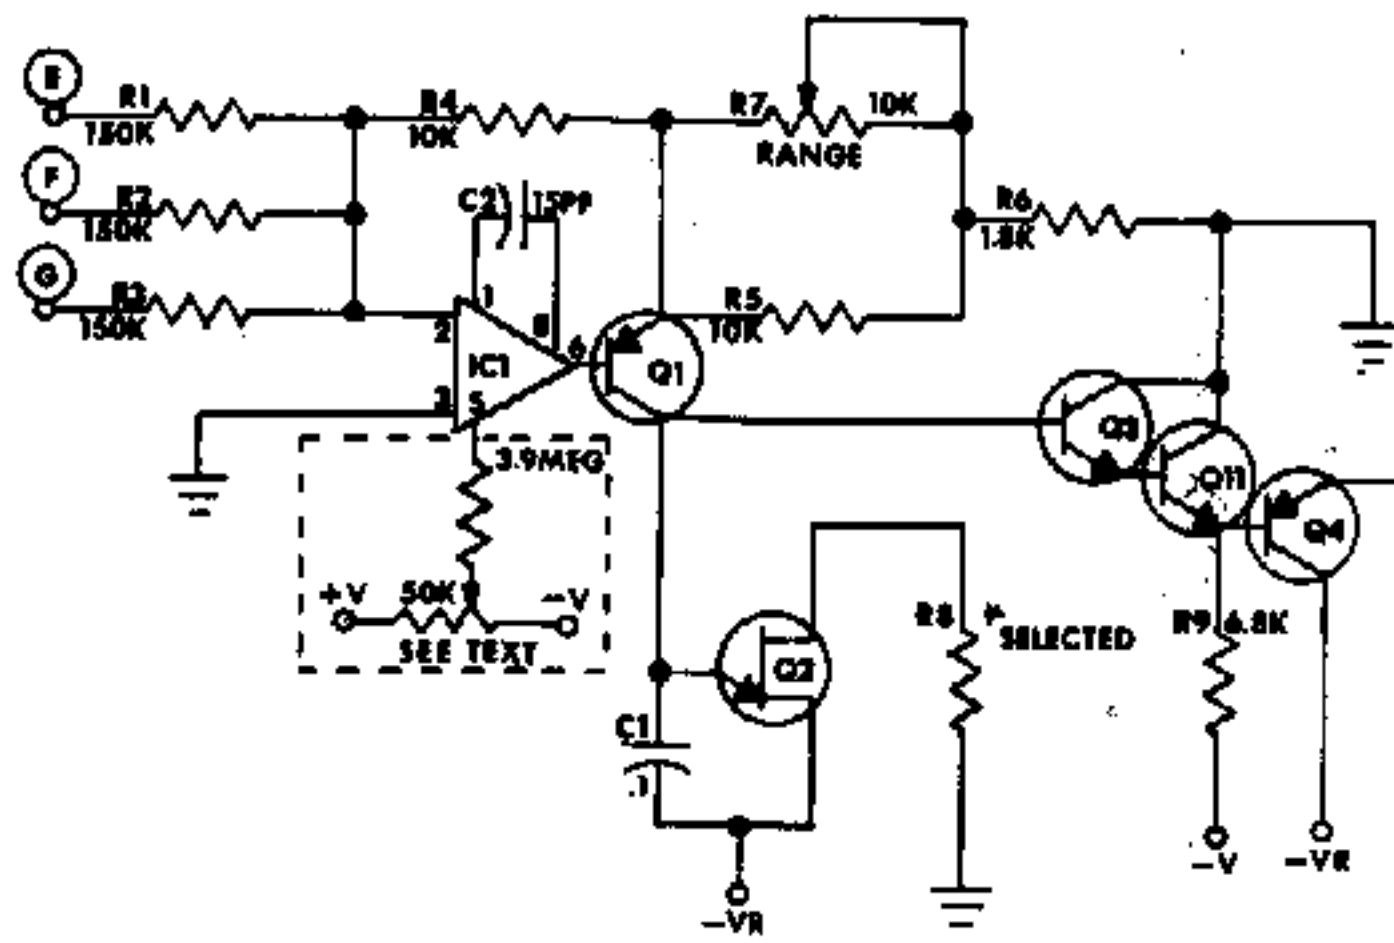 E
R1
150K
F
R2
150K
G
R3
150K
R4
10K
C2
15PF
R7
10K
RANGE
R6
1.8K
R5
10K
1
2
3
5
6
8
IC1
Q1
Q3
Q11
Q4
3.9MEG
+V
50K
-V
SEE TEXT
Q2
C1
.1
R8
*
SELECTED
R9
6.8K
-V
-VR
-VR